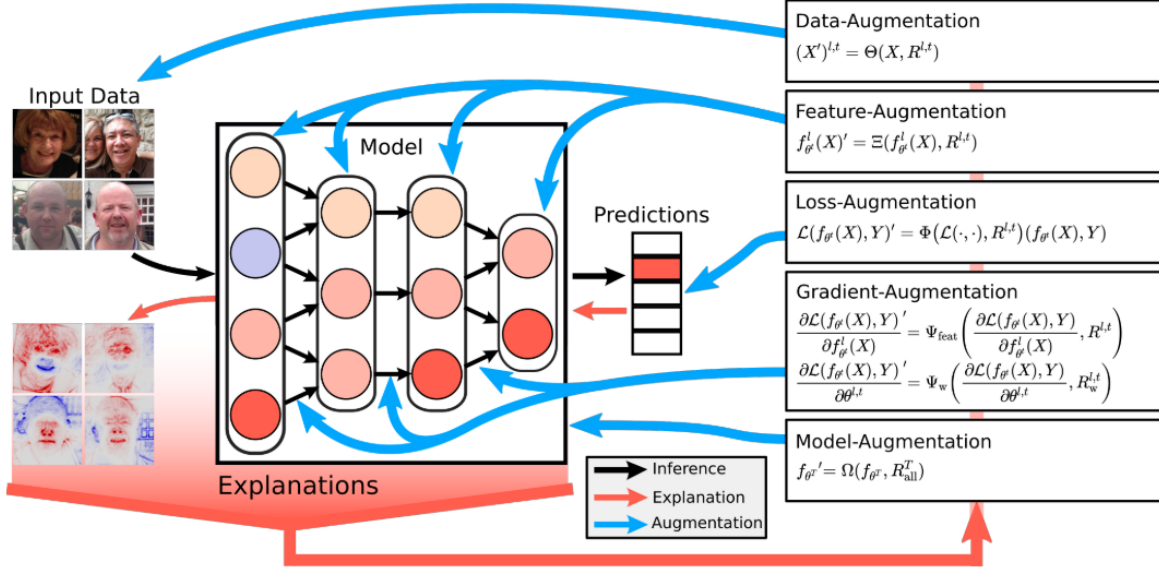 Data-Augmentation
(X′)^{l,t} = Θ(X, R^{l,t})
Input Data
Feature-Augmentation
f^l_{θ^t}(X)′ = Ξ(f^l_{θ^t}(X), R^{l,t})
Model
Predictions
Loss-Augmentation
ℒ(f_{θ^t}(X), Y)′ = Φ(ℒ(·, ·), R^{l,t})(f_{θ^t}(X), Y)
Gradient-Augmentation
∂ℒ(f_{θ^t}(X), Y)′ / ∂f^l_{θ^t}(X) = Ψ_feat(∂ℒ(f_{θ^t}(X), Y) / ∂f^l_{θ^t}(X), R^{l,t})
∂ℒ(f_{θ^t}(X), Y)′ / ∂θ^{l,t} = Ψ_w(∂ℒ(f_{θ^t}(X), Y) / ∂θ^{l,t}, R^{l,t}_w)
Model-Augmentation
f_{θ^T}′ = Ω(f_{θ^T}, R^T_all)
Explanations
Inference
Explanation
Augmentation